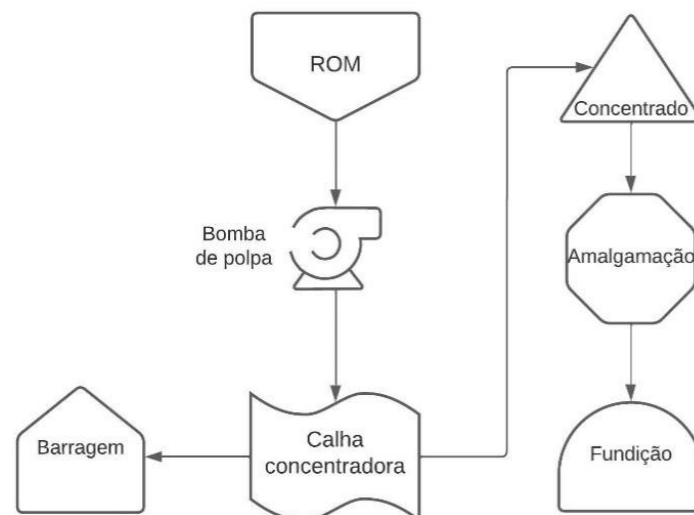 ROM
Bomba
de polpa
Calha
concentradora
Barragem
Concentrado
Amalgamação
Fundição